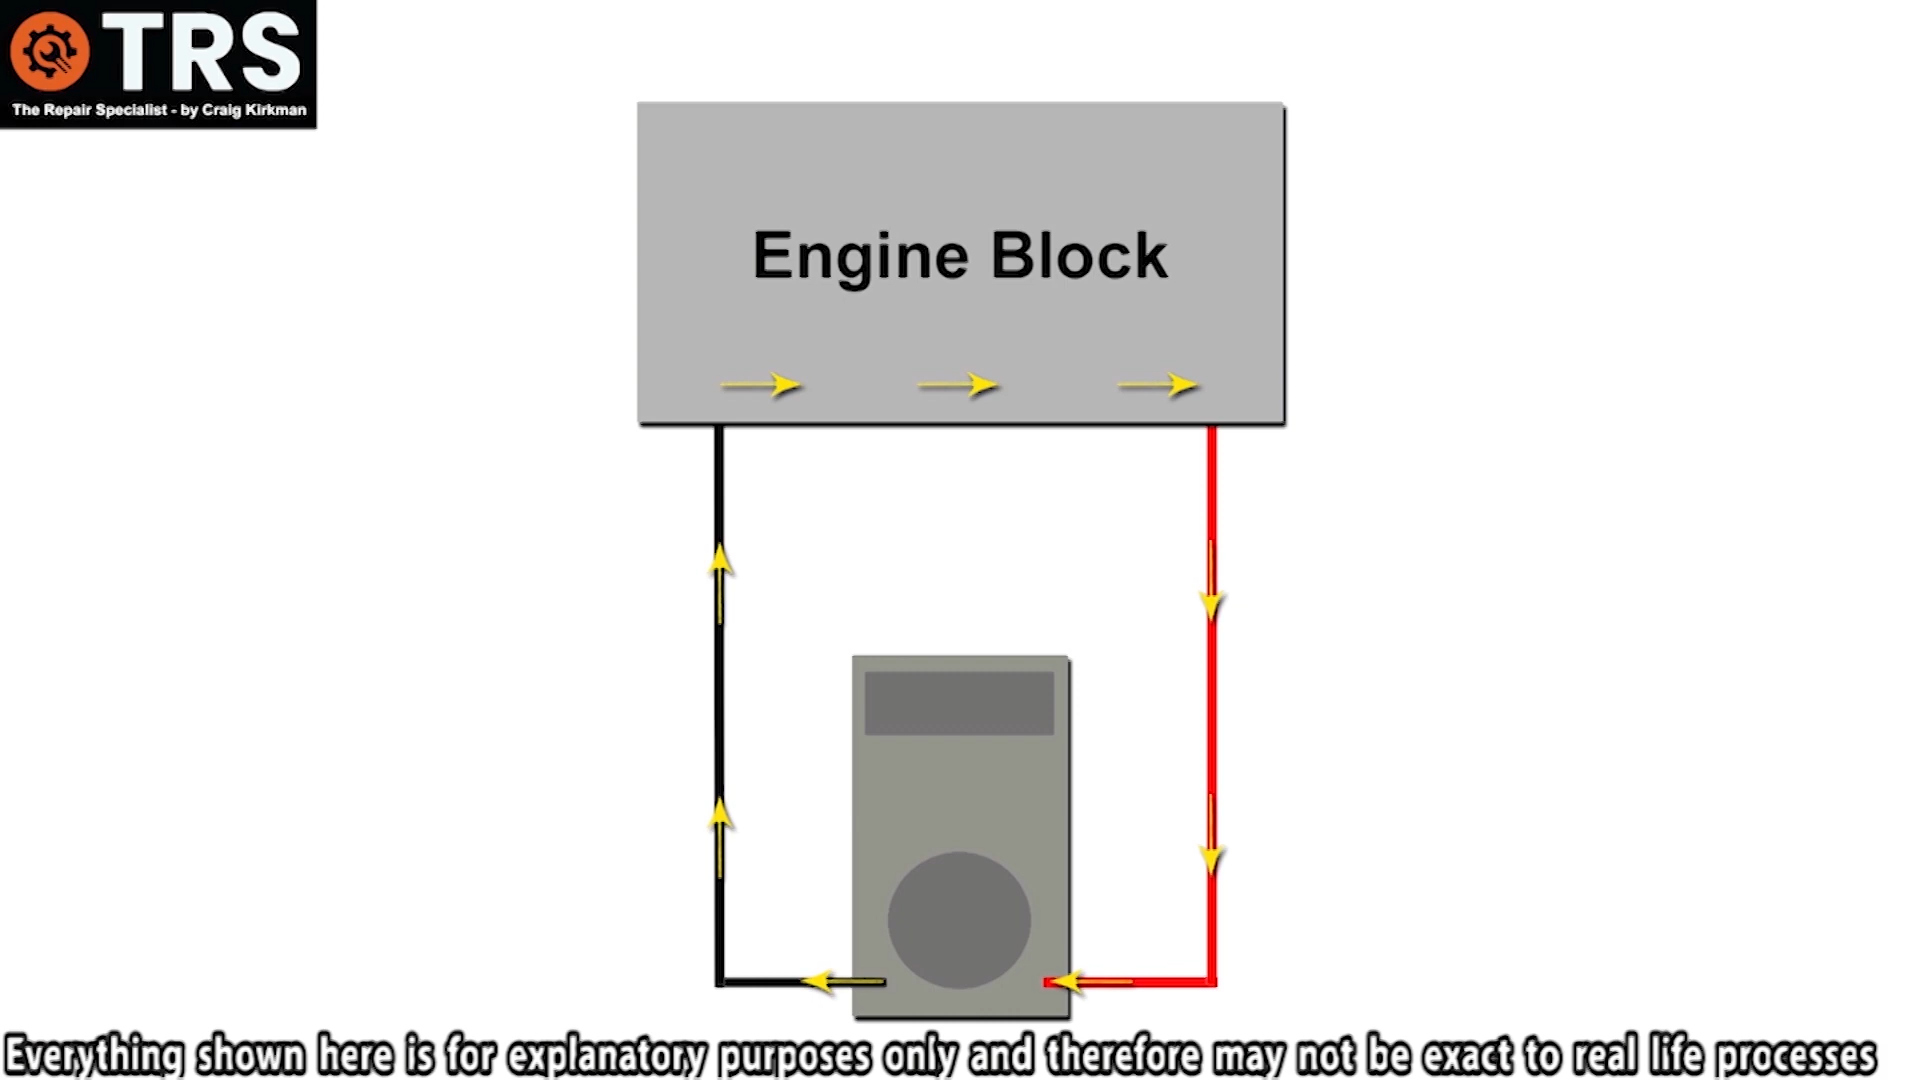 TRS
The Repair Specialist - by Craig Kirkman
Engine Block
Everything shown here is for explanatory purposes only and therefore may not be exact to real life processes